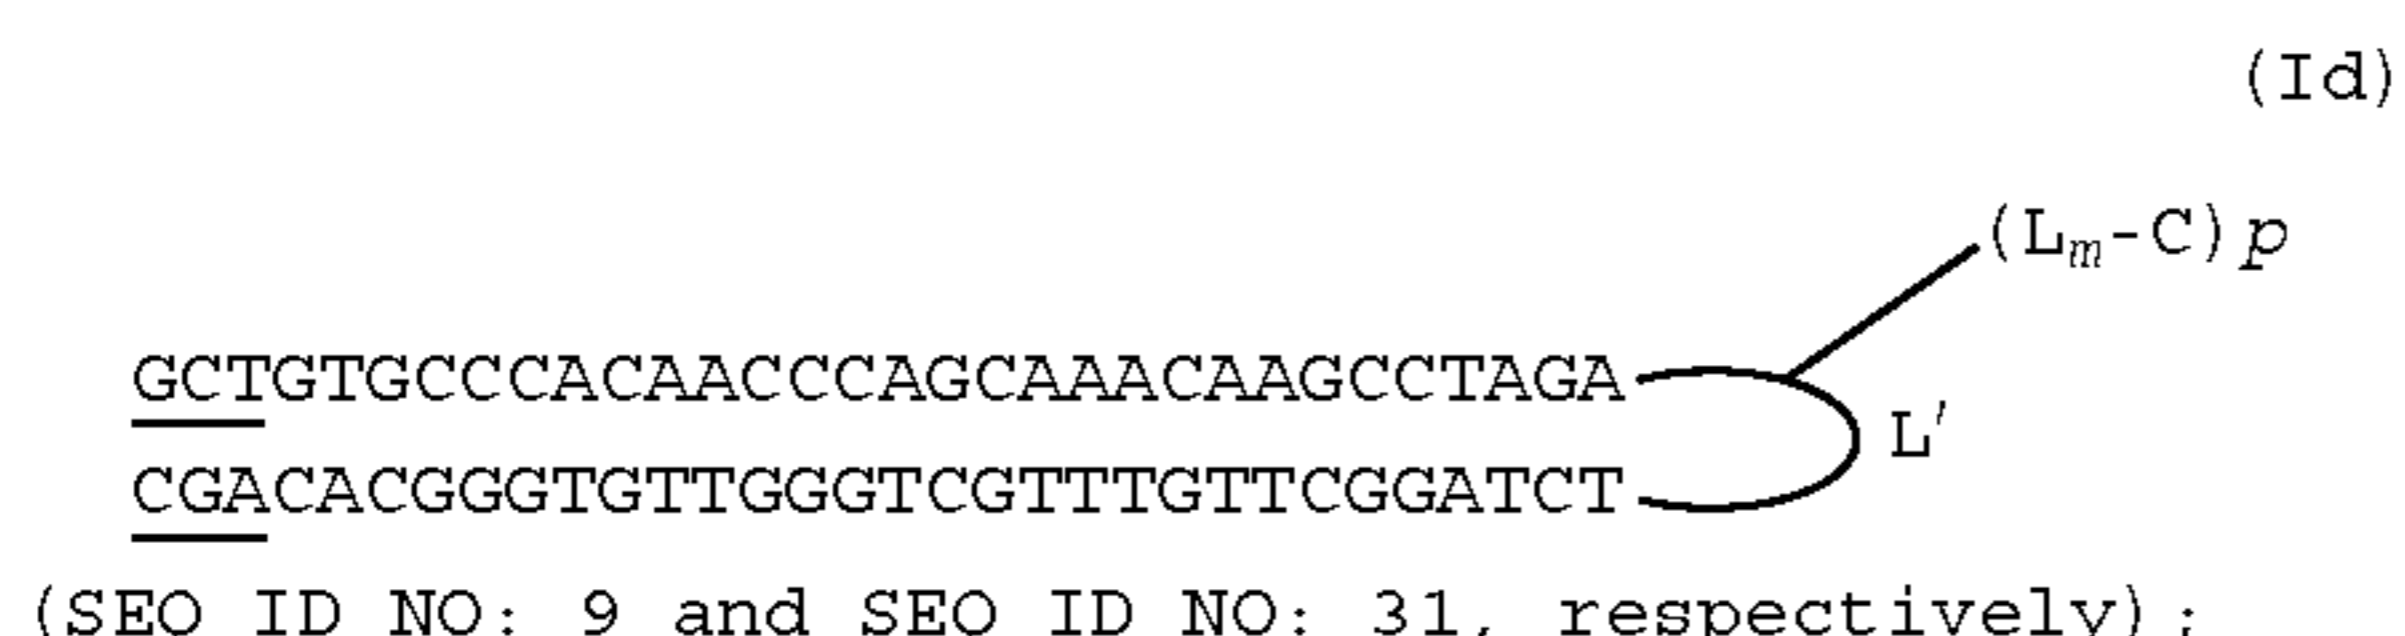 (Id)
(Lm-C)p
GCTGTGCCCACAACCCAGCAAACAAGCCTAGA
L'
CGACACGGGTGTTGGGTCGTTTGTTCGGATCT
(SEQ ID NO: 9 and SEQ ID NO: 31, respectively);